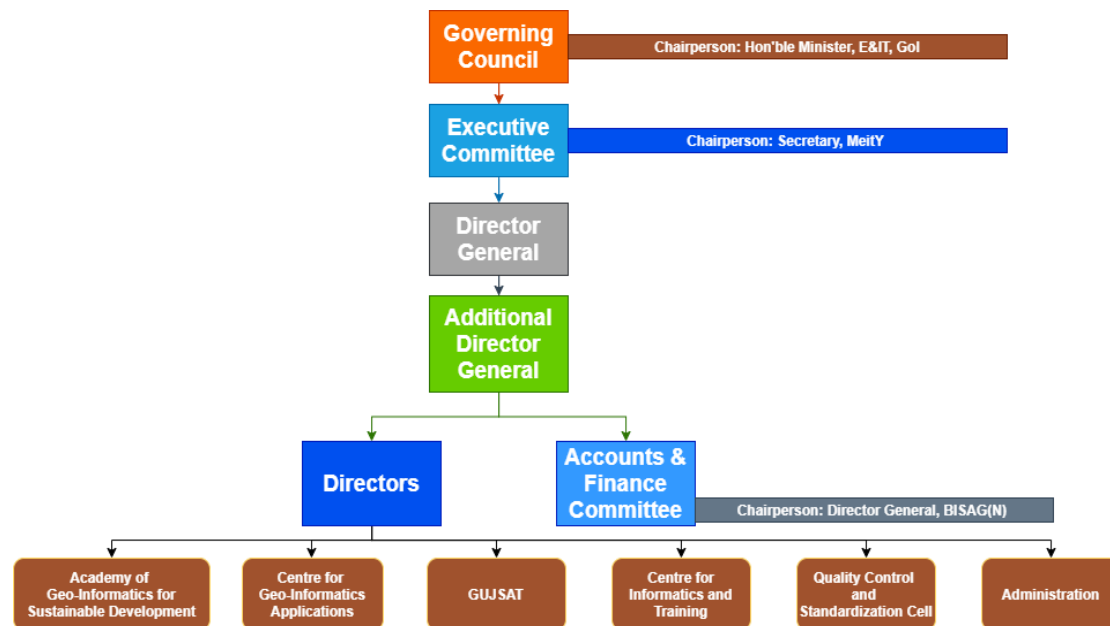 Governing
Council
Chairperson: Hon'ble Minister, E&IT, GoI
Executive
Committee
Chairperson: Secretary, MeitY
Director
General
Additional
Director
General
Directors
Accounts &
Finance
Committee
Chairperson: Director General, BISAG(N)
Academy of
Geo-Informatics for
Sustainable Development
Centre for
Geo-Informatics
Applications
GUJSAT
Centre for
Informatics and
Training
Quality Control
and
Standardization Cell
Administration